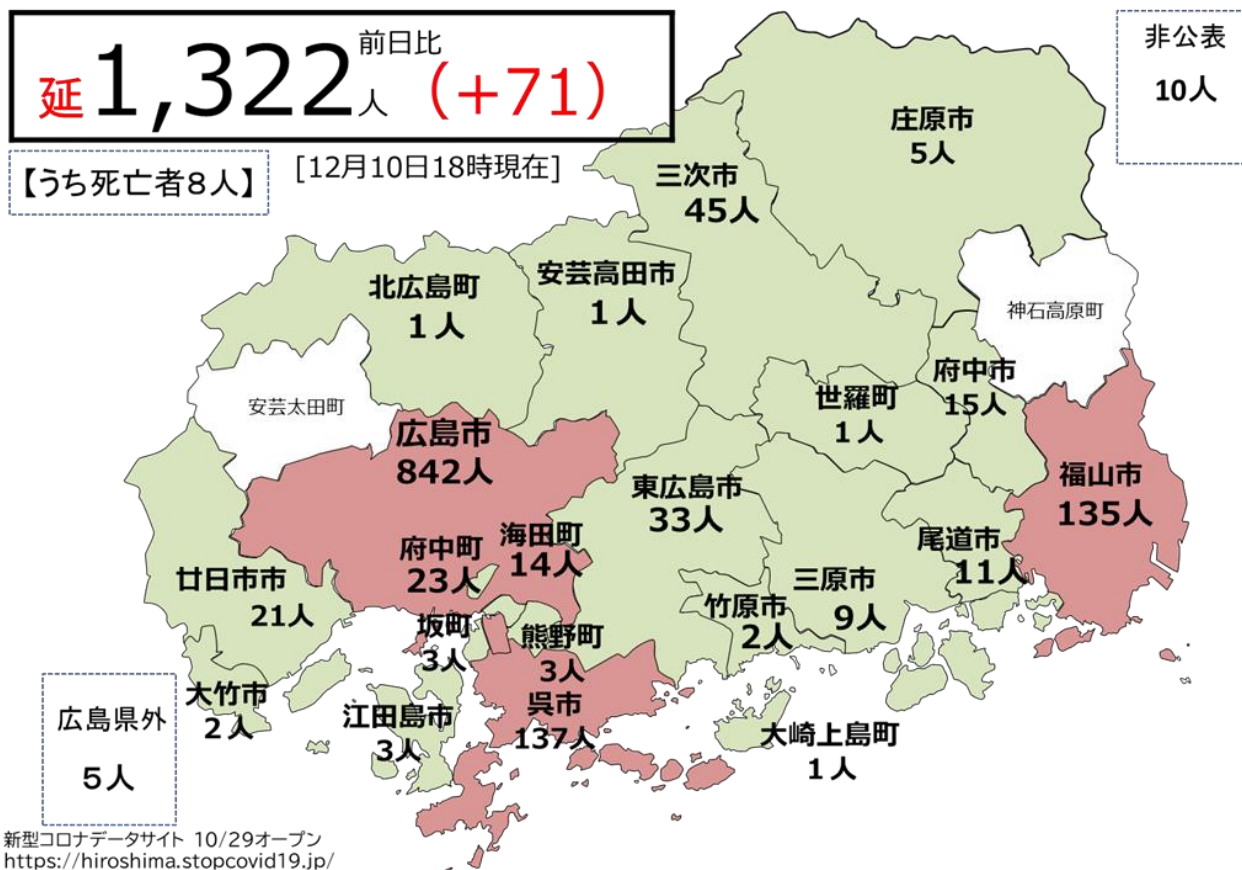 延1,322人 前日比 (+71)
【うち死亡者8人】
[12月10日18時現在]
非公表
10人
庄原市
5人
三次市
45人
安芸高田市
1人
北広島町
1人
神石高原町
安芸太田町
府中市
15人
世羅町
1人
広島市
842人
福山市
135人
東広島市
33人
海田町
14人
府中町
23人
尾道市
11人
三原市
9人
廿日市市
21人
竹原市
2人
坂町
3人
熊野町
3人
大竹市
2人
江田島市
3人
呉市
137人
大崎上島町
1人
広島県外
5人
新型コロナデータサイト 10/29オープン
https://hiroshima.stopcovid19.jp/